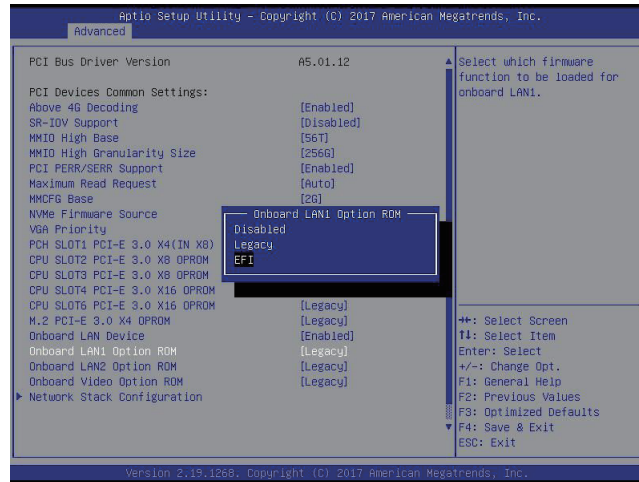 Aptio Setup Utility – Copyright (C) 2017 American Megatrends, Inc.
Advanced
PCI Bus Driver Version A5.01.12
PCI Devices Common Settings:
Above 4G Decoding [Enabled]
SR-IOV Support [Disabled]
MMIO High Base [56T]
MMIO High Granularity Size [256G]
PCI PERR/SERR Support [Enabled]
Maximum Read Request [Auto]
MMCFG Base [2G]
NVMe Firmware Source
VGA Priority
PCH SLOT1 PCI-E 3.0 X4(IN X8)
CPU SLOT2 PCI-E 3.0 X8 OPROM
CPU SLOT3 PCI-E 3.0 X8 OPROM
CPU SLOT4 PCI-E 3.0 X16 OPROM
CPU SLOT6 PCI-E 3.0 X16 OPROM [Legacy]
M.2 PCI-E 3.0 X4 OPROM [Legacy]
Onboard LAN Device [Enabled]
Onboard LAN1 Option ROM [Legacy]
Onboard LAN2 Option ROM [Legacy]
Onboard Video Option ROM [Legacy]
Network Stack Configuration
Onboard LAN1 Option ROM
Disabled
Legacy
EFI
Select which firmware
function to be loaded for
onboard LAN1.
→←: Select Screen
↑↓: Select Item
Enter: Select
+/-: Change Opt.
F1: General Help
F2: Previous Values
F3: Optimized Defaults
F4: Save & Exit
ESC: Exit
Version 2.19.1268. Copyright (C) 2017 American Megatrends, Inc.